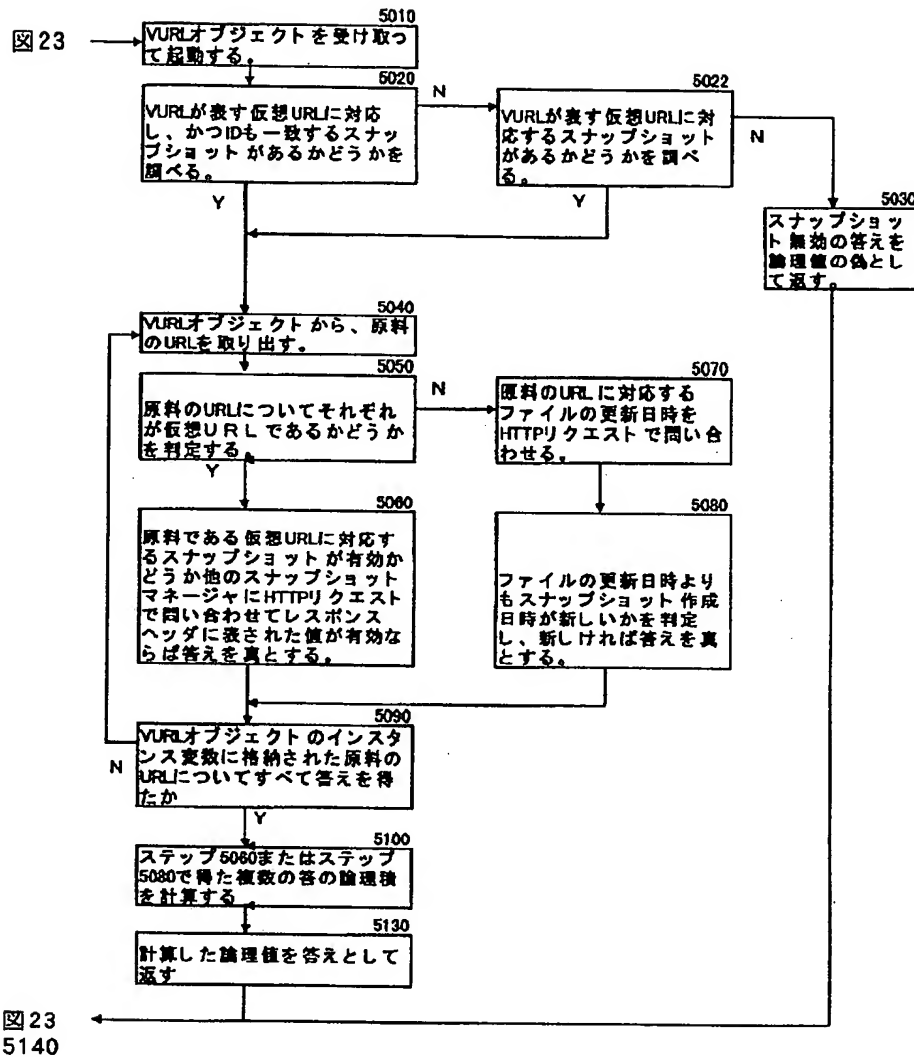 図23
5010
VURLオブジェクトを受け取っ
て起動する。
5020
VURLが表す仮想URLに対応
し、かつIDも一致するスナッ
プショットがあるかどうかを
調べる。
N
Y
5022
VURLが表す仮想URLに対
応するスナップショット
があるかどうかを調べ
る。
N
Y
5030
スナップショッ
ト無効の答えを
論理値の偽とし
て返す。
5040
VURLオブジェクトから、原料
のURLを取り出す。
5050
原料のURLについてそれぞれ
が仮想URLであるかどうか
を判定する
N
Y
5070
原料のURLに対応する
ファイルの更新日時を
HTTPリクエストで問い合
わせる。
5060
原料である仮想URLに対応す
るスナップショットが有効か
どうか他のスナップショット
マネージャにHTTPリクエスト
で問い合わせてレスポンス
ヘッダに表された値が有効な
らば答えを真とする。
5080
ファイルの更新日時より
もスナップショット作成
日時が新しいかを判定
し、新しければ答えを真
とする。
5090
VURLオブジェクトのインスタ
ンス変数に格納された原料の
URLについてすべて答えを得
たか
N
Y
5100
ステップ5060またはステップ
5080で得た複数の答の論理積
を計算する
5130
計算した論理値を答えとして
返す
図23
5140